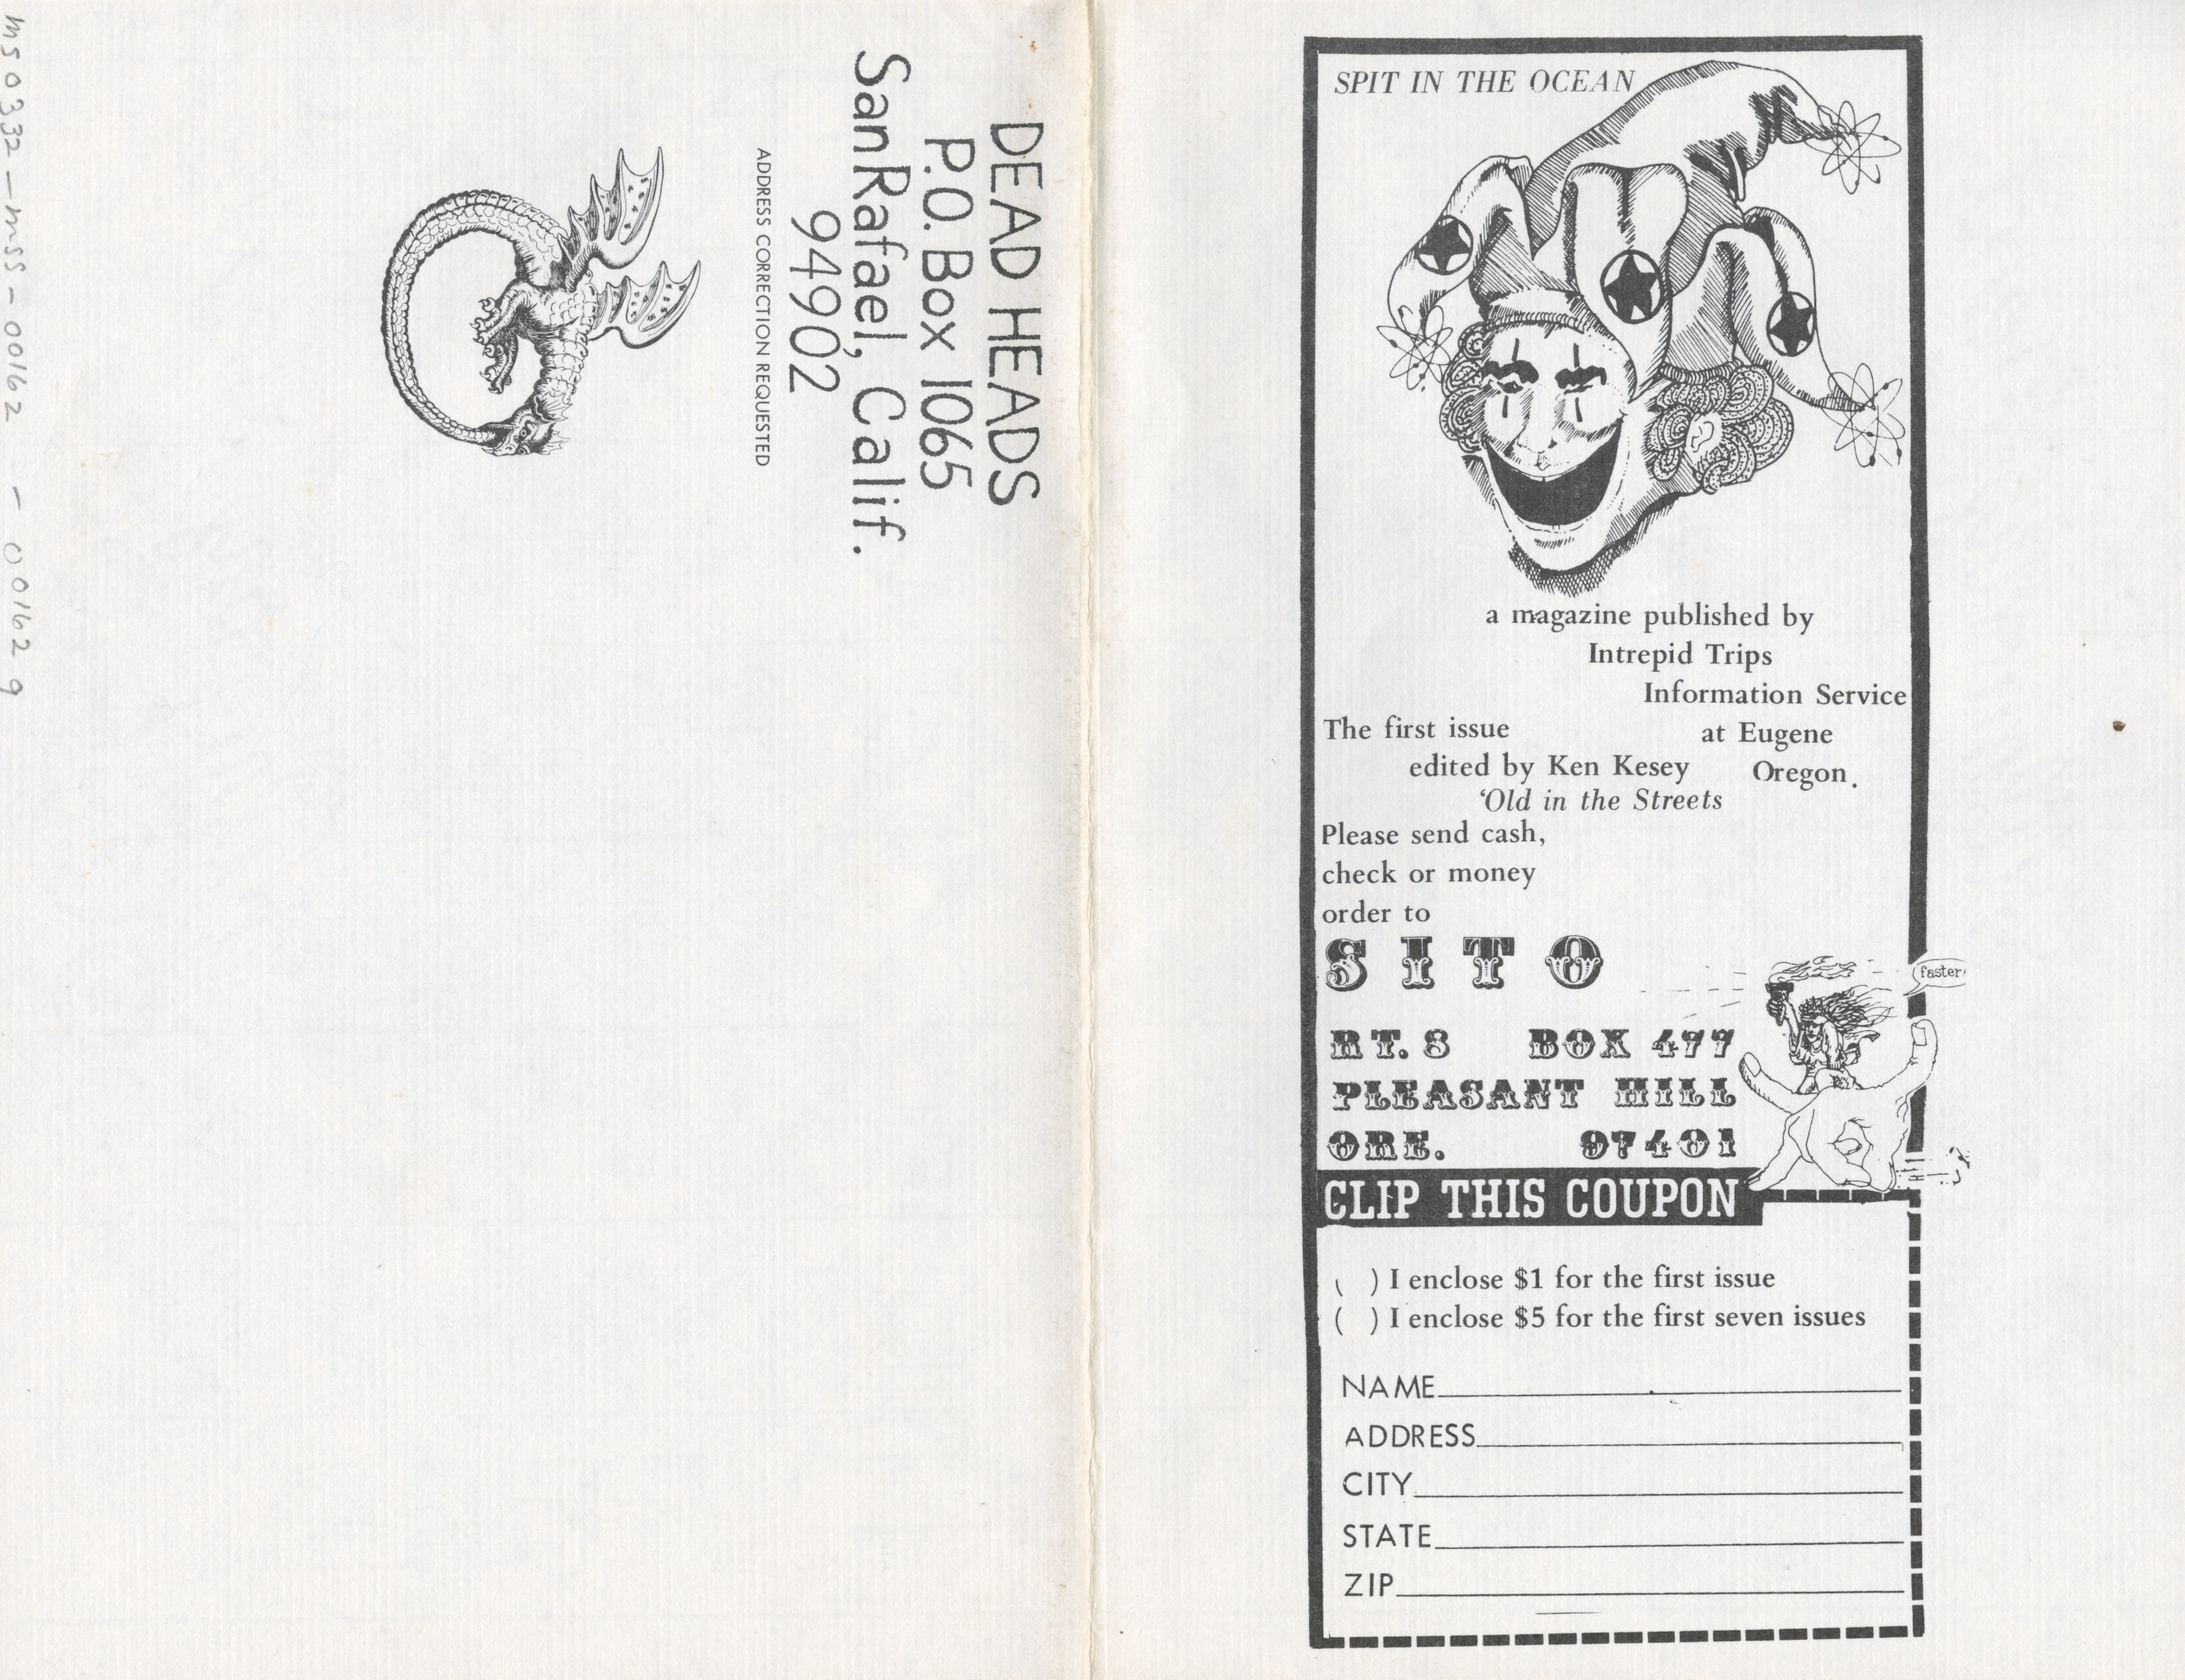 ms0332-mss-00162 - 001629
DEAD HEADS
P.O. Box 1065
San Rafael, Calif.
94902
ADDRESS CORRECTION REQUESTED
SPIT IN THE OCEAN
a magazine published by
Intrepid Trips
Information Service
at Eugene
Oregon.
The first issue
edited by Ken Kesey
'Old in the Streets
Please send cash,
check or money
order to
SITO
faster!
RT. 8 BOX 477
PLEASANT HILL
ORE. 97401
CLIP THIS COUPON
( ) I enclose $1 for the first issue
( ) I enclose $5 for the first seven issues
NAME
ADDRESS
CITY
STATE
ZIP